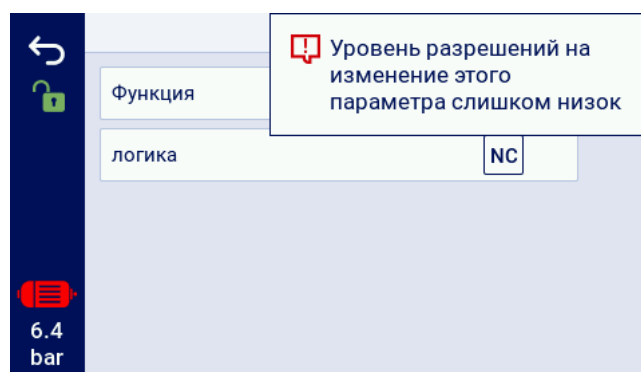 Уровень разрешений на
изменение этого
параметра слишком низок
Функция
логика NC
6.4
bar